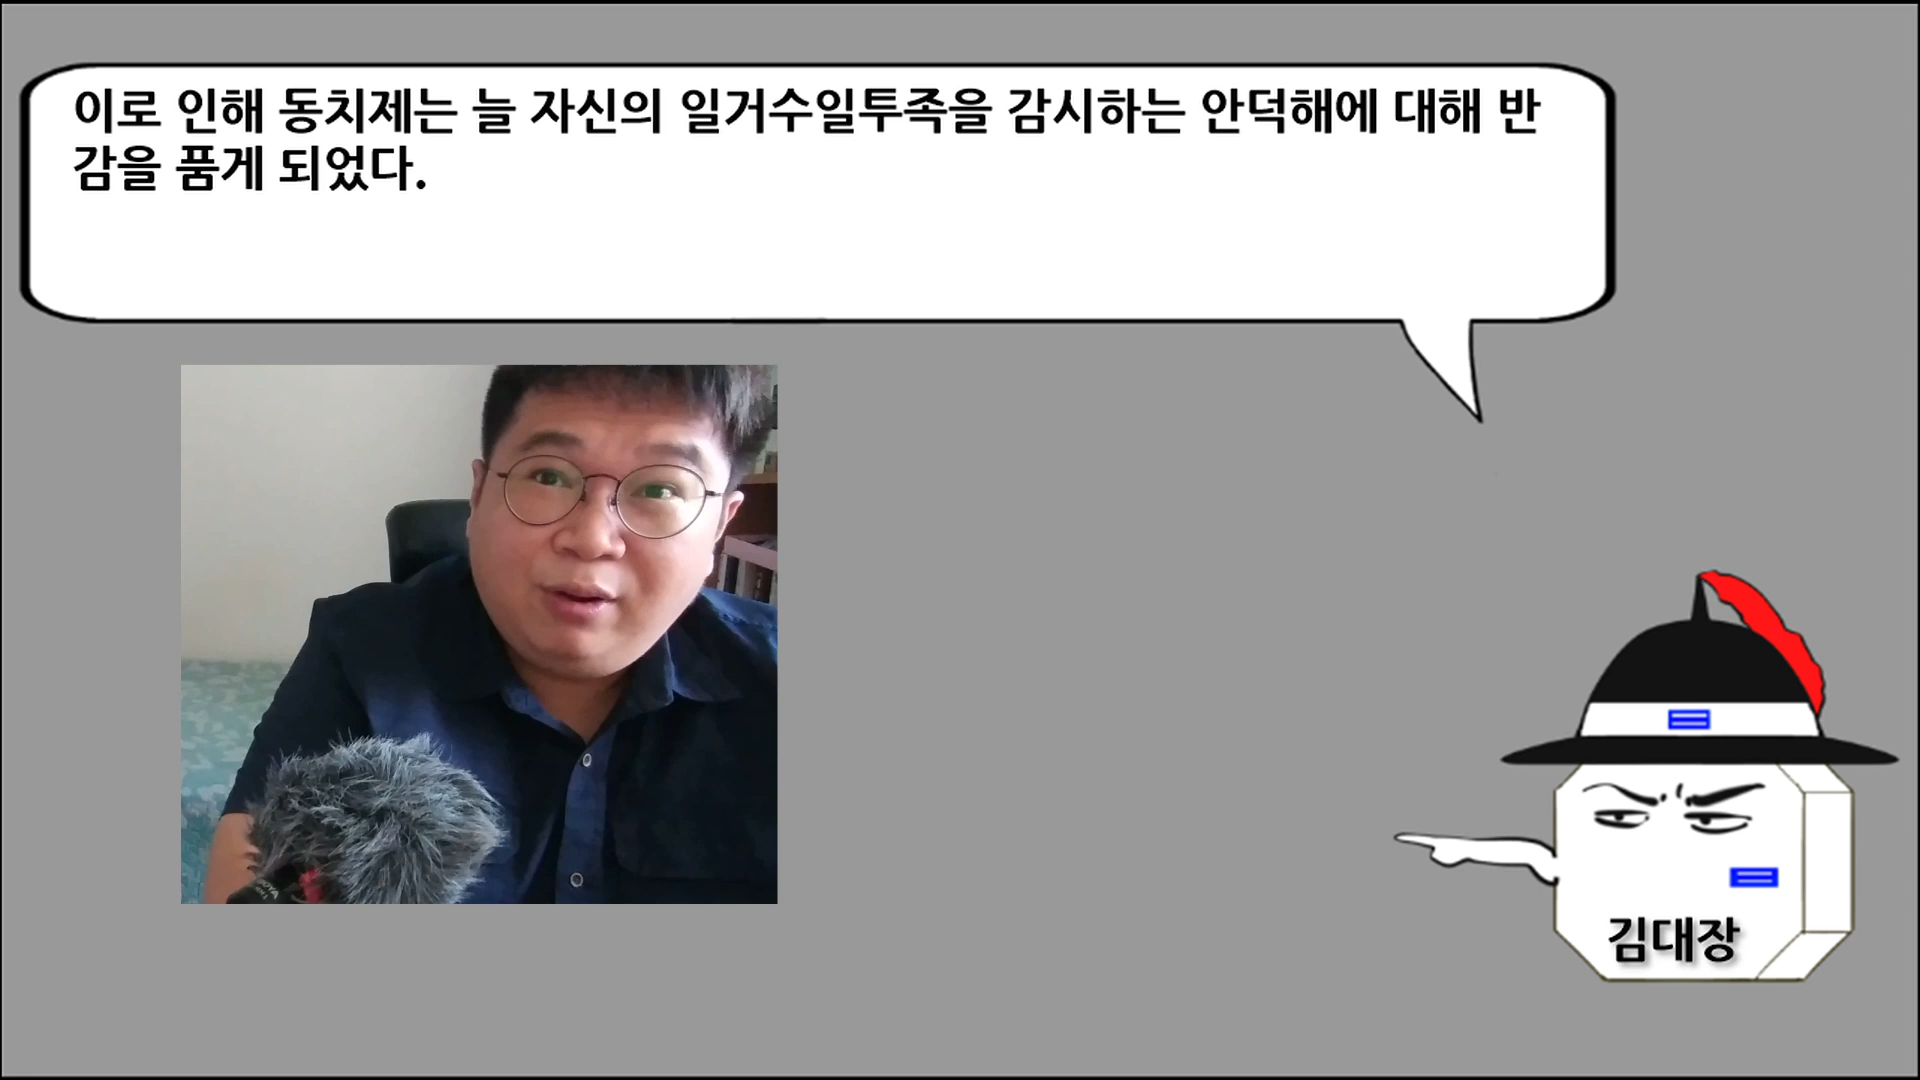 이로 인해 동치제는 늘 자신의 일거수일투족을 감시하는 안덕해에 대해 반
감을 품게 되었다.
김대장